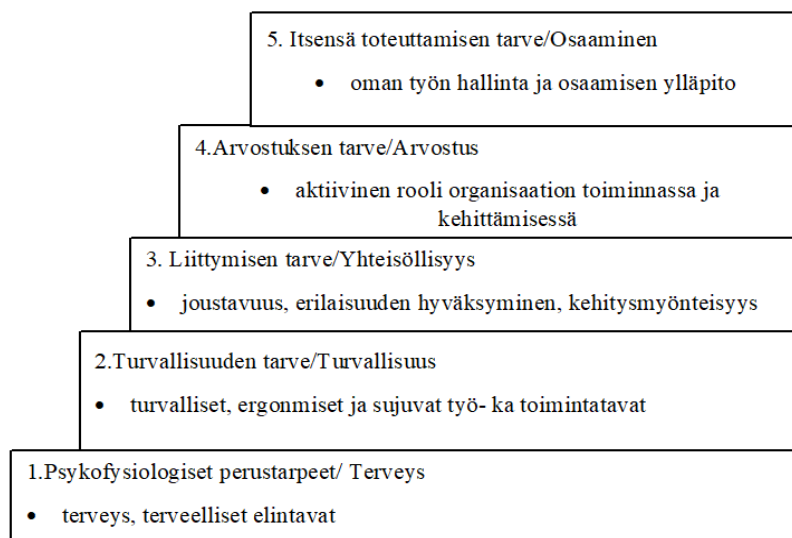 5. Itsensä toteuttamisen tarve/Osaaminen
• oman työn hallinta ja osaamisen ylläpito
4.Arvostuksen tarve/Arvostus
• aktiivinen rooli organisaation toiminnassa ja
kehittämisessä
3. Liittymisen tarve/Yhteisöllisyys
• joustavuus, erilaisuuden hyväksyminen, kehitysmyönteisyys
2.Turvallisuuden tarve/Turvallisuus
• turvalliset, ergonmiset ja sujuvat työ- ka toimintatavat
1.Psykofysiologiset perustarpeet/ Terveys
• terveys, terveelliset elintavat